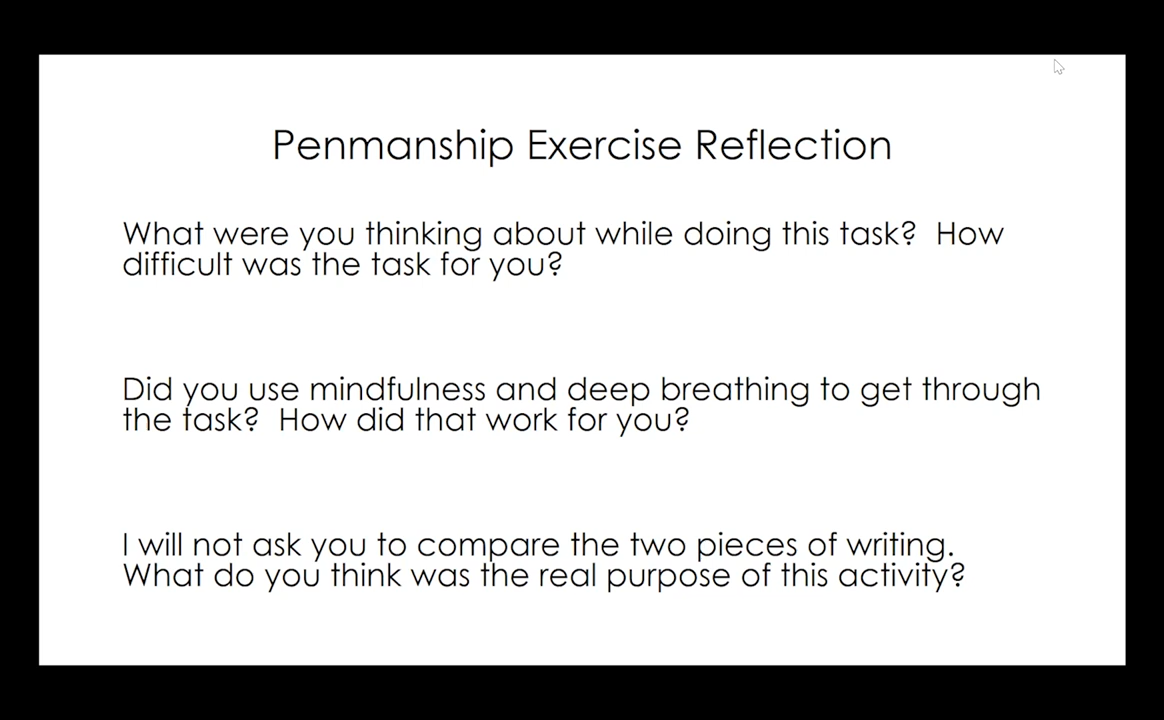 Penmanship Exercise Reflection
What were you thinking about while doing this task?  How
difficult was the task for you?
Did you use mindfulness and deep breathing to get through
the task?  How did that work for you?
I will not ask you to compare the two pieces of writing.
What do you think was the real purpose of this activity?